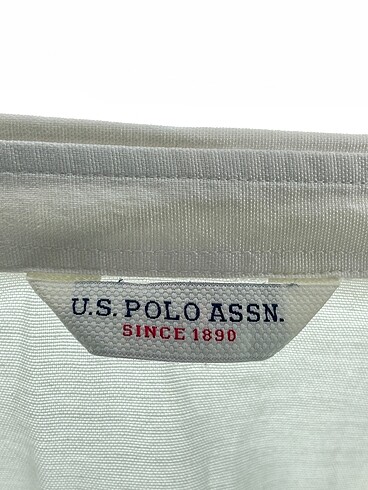 U.S. POLO ASSN.
SINCE 1890